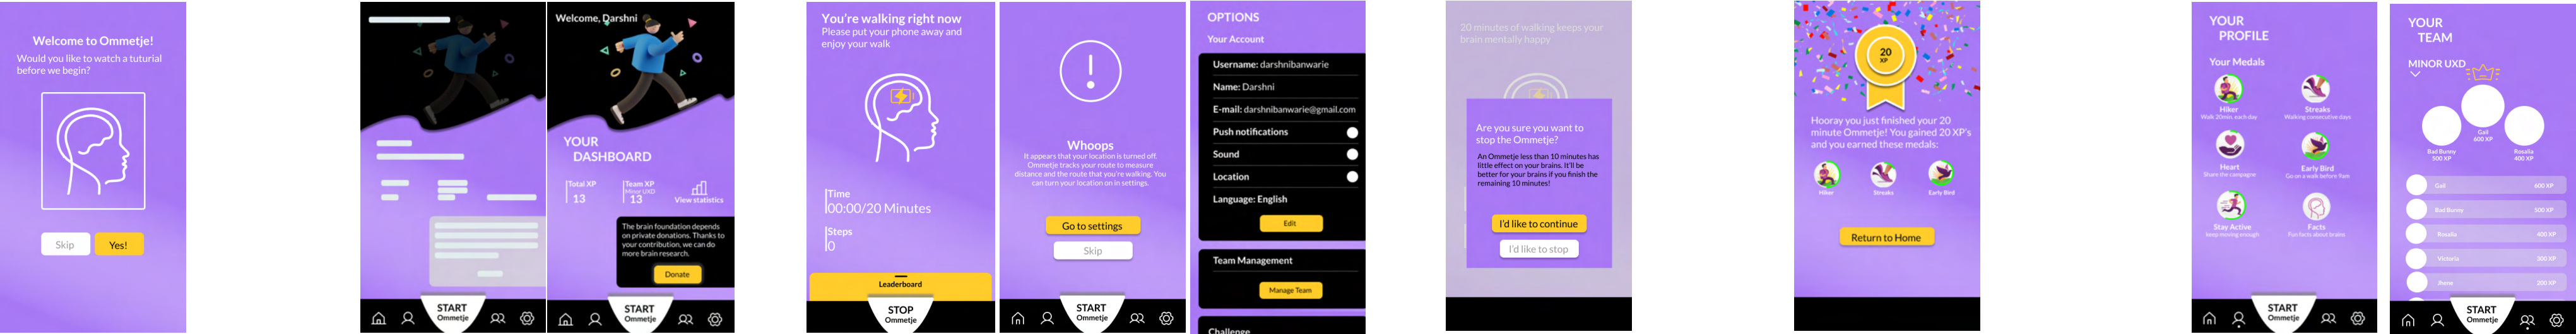 Welcome to Ommetje!
Would you like to watch a tuturial
before we begin?
Skip
Yes!
START
Ommetje
Welcome, Darshni
YOUR
DASHBOARD
Total XP
13
Team XP
Minor UXD
13
View statistics
The brain foundation depends
on private donations. Thanks to
your contribution, we can do
more brain research.
Donate
START
Ommetje
You're walking right now
Please put your phone away and
enjoy your walk
Time
00:00/20 Minutes
Steps
0
Leaderboard
STOP
Ommetje
Whoops
It appears that your location is turned off.
Ommetje tracks your route to measure
distance and the route that you're walking. You
can turn your location on in settings.
Go to settings
Skip
START
Ommetje
OPTIONS
Your Account
Username: darshnibanwarie
Name: Darshni
E-mail: darshnibanwarie@gmail.com
Push notifications
Sound
Location
Language: English
Edit
Team Management
Manage Team
Challenge
20 minutes of walking keeps your
brain mentally happy
Are you sure you want to
stop the Ommetje?
An Ommetje less than 10 minutes has
little effect on your brains. It'll be
better for your brains if you finish the
remaining 10 minutes!
I'd like to continue
I'd like to stop
20
XP
Hooray you just finished your 20
minute Ommetje! You gained 20 XP's
and you earned these medals:
Hiker
Streaks
Early Bird
Return to Home
YOUR
PROFILE
Your Medals
Hiker
Walk 20min. each day
Streaks
Walking consecutive days
Heart
Share the campagne
Early Bird
Go on a walk before 9am
Stay Active
keep moving enough
Facts
Fun facts about brains
START
Ommetje
YOUR
TEAM
MINOR UXD
Gail
600 XP
Bad Bunny
500 XP
Rosalia
400 XP
Gail
600 XP
Bad Bunny
500 XP
Rosalia
400 XP
Victoria
300 XP
Jhone
200 XP
START
Ommetje